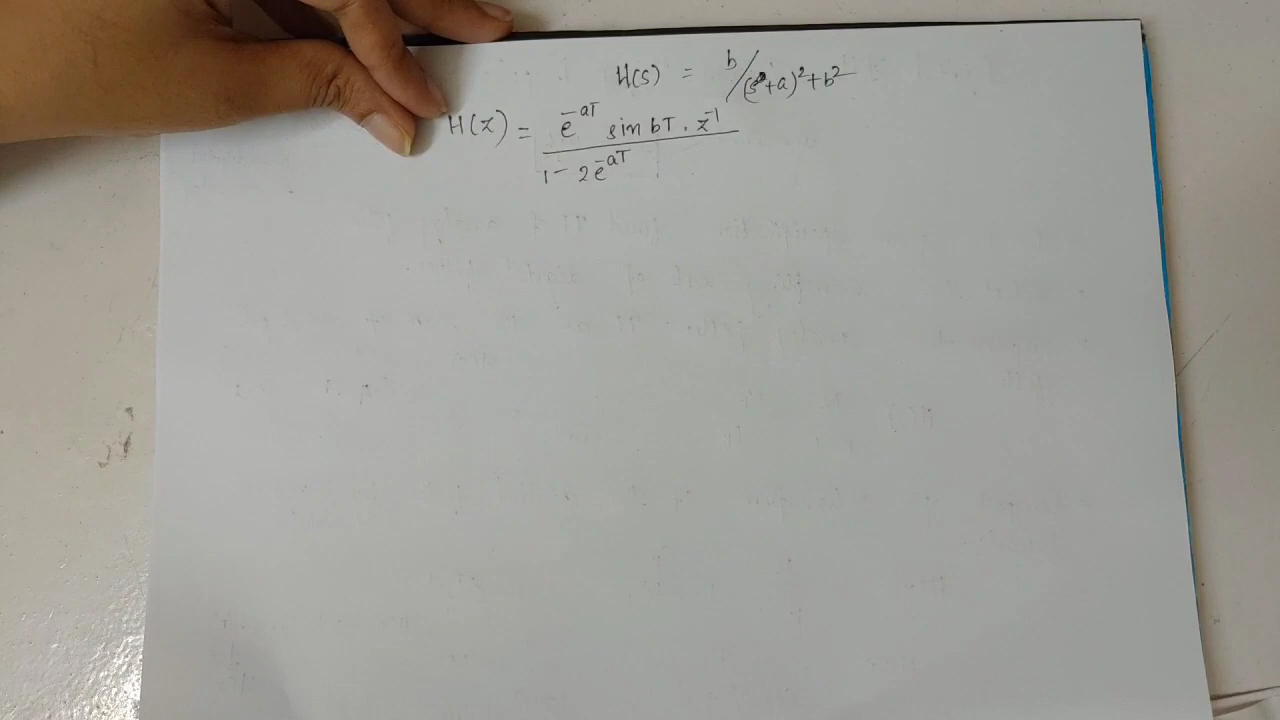 H(s) = b/(s+a)²+b²
H(z) = e^-aT sin bT . z^-1
1 - 2e^-aT